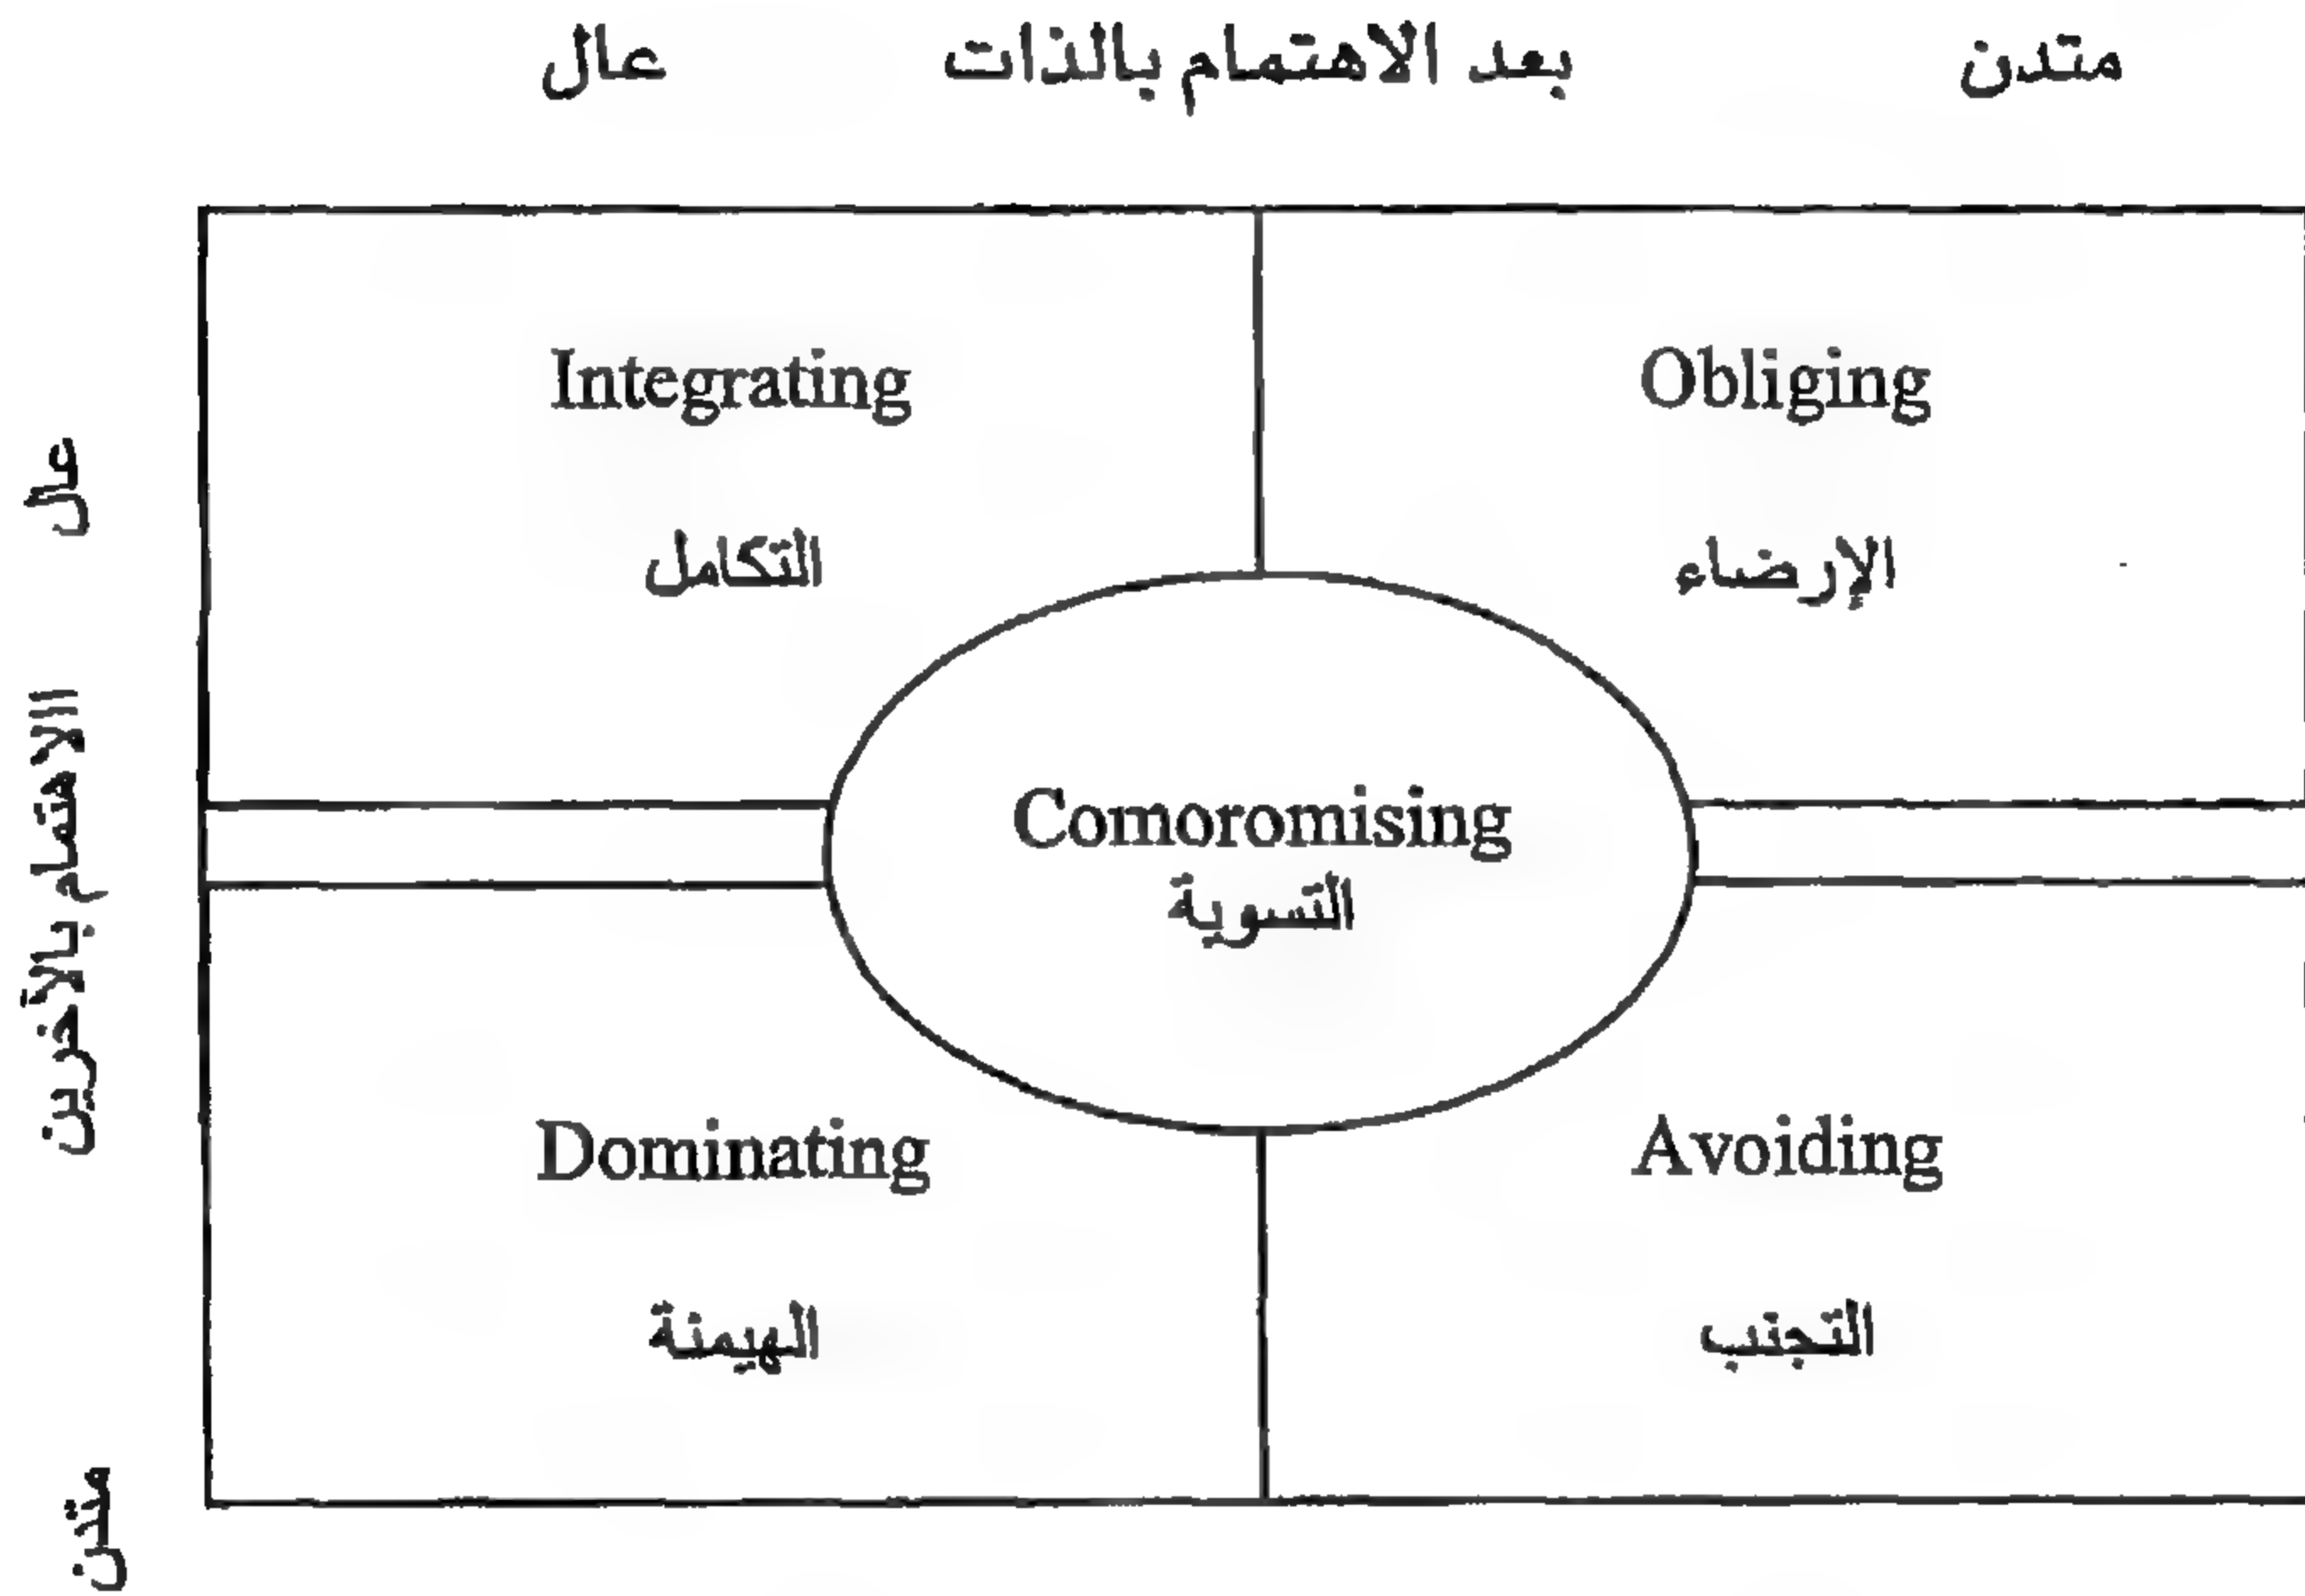 متدن بعد الاهتمام بالذات عال
Integrating
التكامل
Obliging
الإرضاء
عال
الاهتمام بالآخرين
متدن
Comoromising
التسوية
Dominating
الهيمنة
Avoiding
التجنب